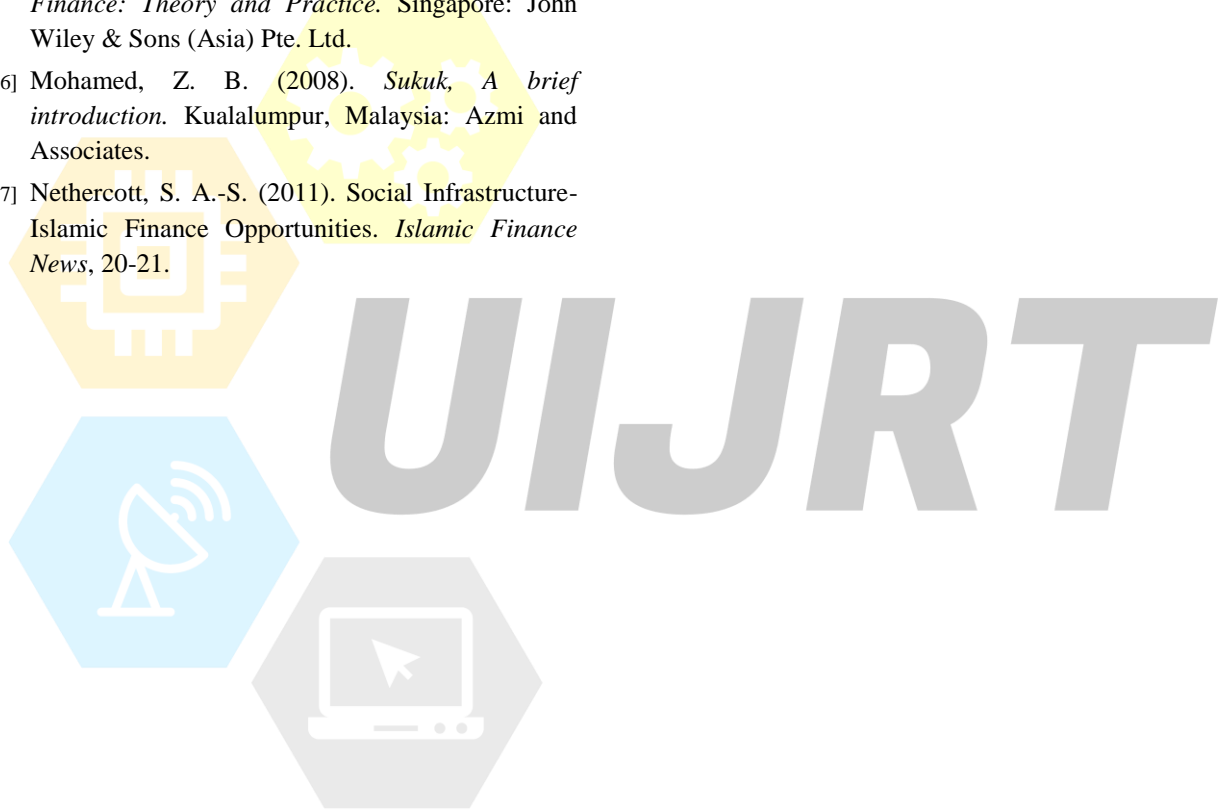 Finance: Theory and Practice. Singapore: John
Wiley & Sons (Asia) Pte. Ltd.
6] Mohamed, Z. B. (2008). Sukuk, A brief
introduction. Kualalumpur, Malaysia: Azmi and
Associates.
7] Nethercott, S. A.-S. (2011). Social Infrastructure-
Islamic Finance Opportunities. Islamic Finance
News, 20-21.
UIJRT